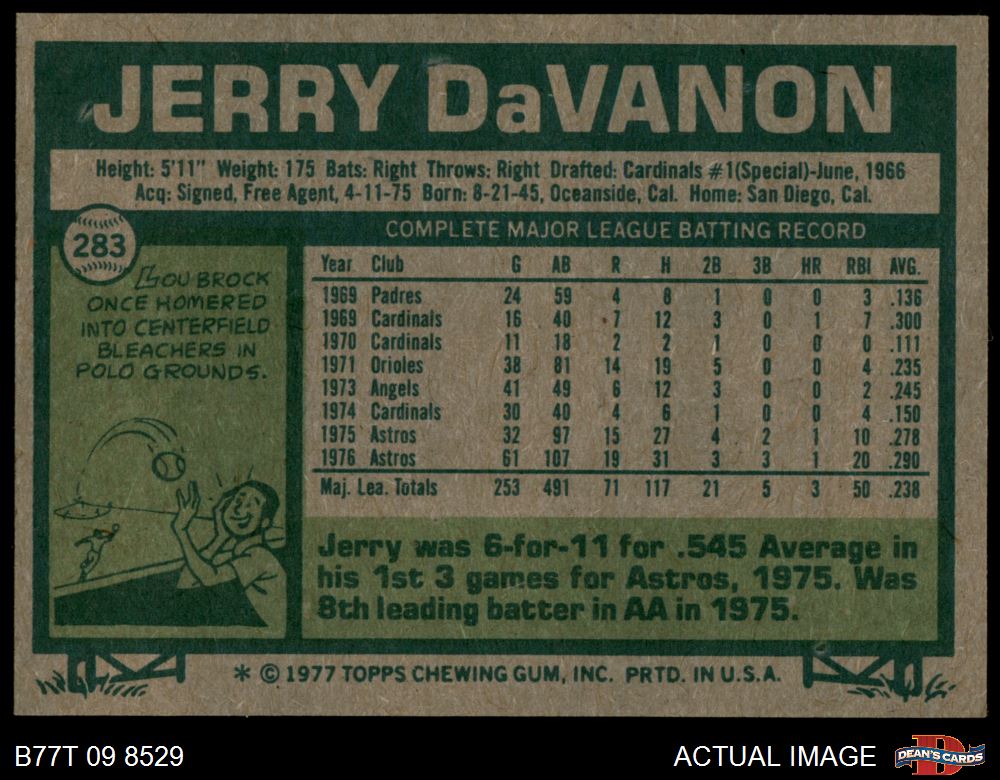 JERRY DaVANON
Height: 5'11" Weight: 175 Bats: Right Throws: Right Drafted: Cardinals #1(Special)-June, 1966
Acq: Signed, Free Agent, 4-11-75 Born: 8-21-45, Oceanside, Cal. Home: San Diego, Cal.
283
LOU BROCK
ONCE HOMERED
INTO CENTERFIELD
BLEACHERS IN
POLO GROUNDS.
COMPLETE MAJOR LEAGUE BATTING RECORD
Year Club G AB R H 2B 3B HR RBI AVG.
1969 Padres 24 59 4 8 1 0 0 3 .136
1969 Cardinals 16 40 7 12 3 0 1 7 .300
1970 Cardinals 11 18 2 2 1 0 0 0 .111
1971 Orioles 38 81 14 19 5 0 0 4 .235
1973 Angels 41 49 6 12 3 0 0 2 .245
1974 Cardinals 30 40 4 6 1 0 0 4 .150
1975 Astros 32 97 15 27 4 2 1 10 .278
1976 Astros 61 107 19 31 3 3 1 20 .290
Maj. Lea. Totals 253 491 71 117 21 5 3 50 .238
Jerry was 6-for-11 for .545 Average in
his 1st 3 games for Astros, 1975. Was
8th leading batter in AA in 1975.
* © 1977 TOPPS CHEWING GUM, INC. PRTD. IN U.S.A.
B77T 09 8529
ACTUAL IMAGE
DEAN'S CARDS